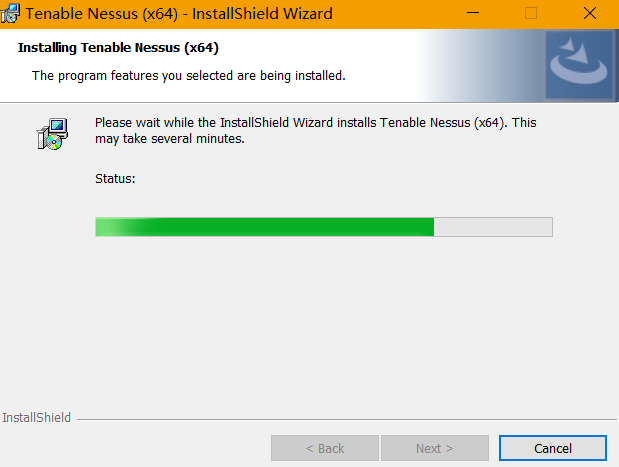 Tenable Nessus (x64) - InstallShield Wizard
Installing Tenable Nessus (x64)
The program features you selected are being installed.
Please wait while the InstallShield Wizard installs Tenable Nessus (x64). This
may take several minutes.
Status:
InstallShield
< Back
Next >
Cancel